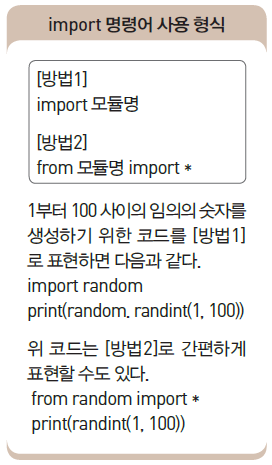 import 명령어 사용 형식
[방법1]
import 모듈명
[방법2]
from 모듈명 import *
1부터 100 사이의 임의의 숫자를
생성하기 위한 코드를 [방법1]
로 표현하면 다음과 같다.
import random
print(random. randint(1, 100))
위 코드는 [방법2]로 간편하게
표현할 수도 있다.
from random import *
print(randint(1, 100))